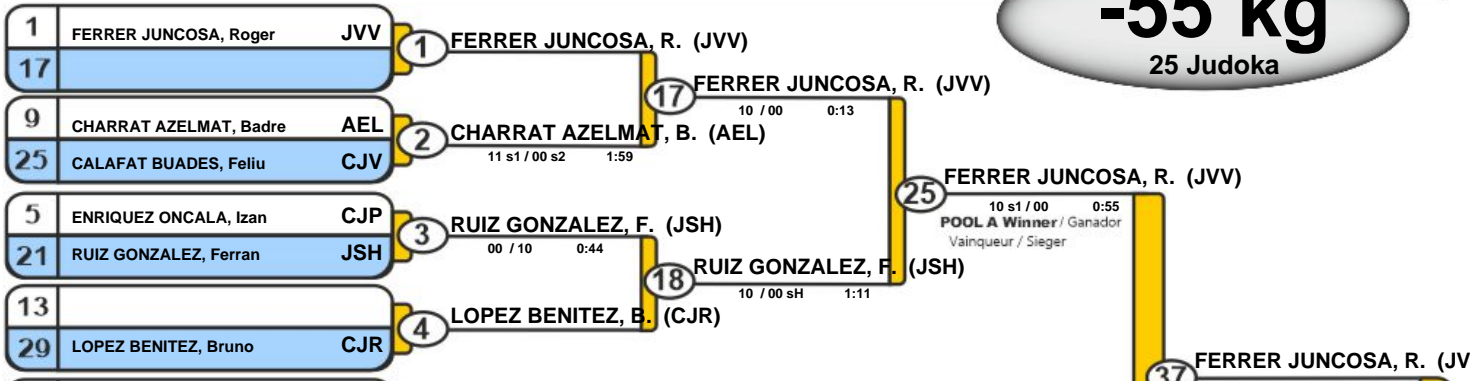 -55 kg
25 Judoka
1 FERRER JUNCOSA, Roger JVV
17
1 FERRER JUNCOSA, R. (JVV)
17 FERRER JUNCOSA, R. (JVV)
10 / 00 0:13
9 CHARRAT AZELMAT, Badre AEL
25 CALAFAT BUADES, Feliu CJV
2 CHARRAT AZELMAT, B. (AEL)
11 s1 / 00 s2 1:59
25 FERRER JUNCOSA, R. (JVV)
10 s1 / 00 0:55
POOL A Winner / Ganador
Vainqueur / Sieger
5 ENRIQUEZ ONCALA, Izan CJP
21 RUIZ GONZALEZ, Ferran JSH
3 RUIZ GONZALEZ, F. (JSH)
00 / 10 0:44
18 RUIZ GONZALEZ, F. (JSH)
10 / 00 sH 1:11
13
29 LOPEZ BENITEZ, Bruno CJR
4 LOPEZ BENITEZ, B. (CJR)
37 FERRER JUNCOSA, R. (JV